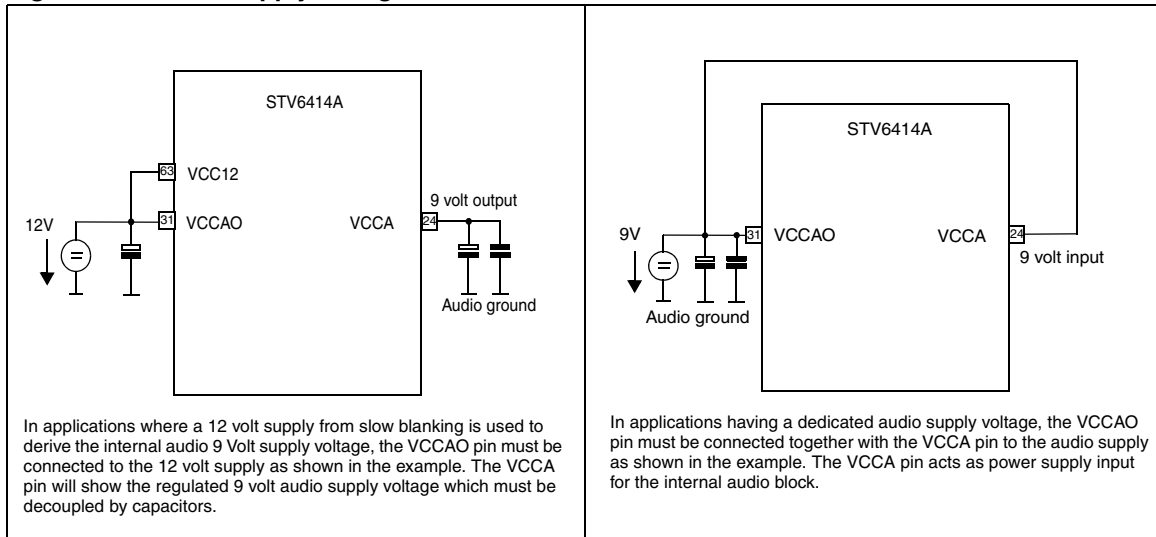 STV6414A
63
VCC12
31
VCCAO
VCCA
24
9 volt output
12V
=
Audio ground
In applications where a 12 volt supply from slow blanking is used to
derive the internal audio 9 Volt supply voltage, the VCCAO pin must be
connected to the 12 volt supply as shown in the example. The VCCA
pin will show the regulated 9 volt audio supply voltage which must be
decoupled by capacitors.
STV6414A
9V
=
31
VCCAO
VCCA
24
9 volt input
Audio ground
In applications having a dedicated audio supply voltage, the VCCAO
pin must be connected together with the VCCA pin to the audio supply
as shown in the example. The VCCA pin acts as power supply input
for the internal audio block.